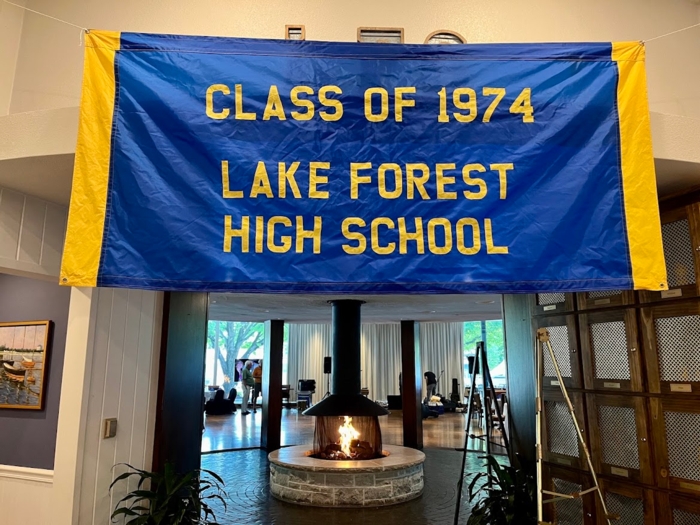 CLASS OF 1974
LAKE FOREST
HIGH SCHOOL